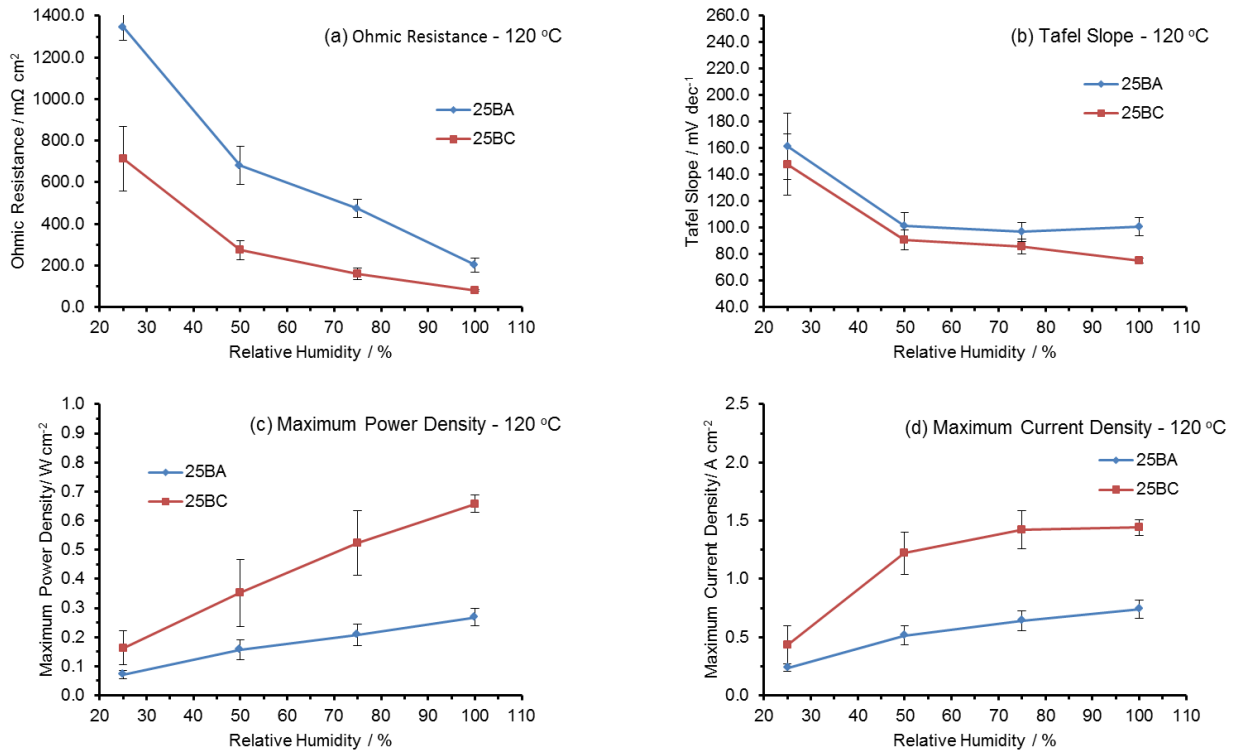 (a) Ohmic Resistance - 120 °C
Ohmic Resistance / mΩ cm²
1400.0
1200.0
1000.0
800.0
600.0
400.0
200.0
0.0
25BA
25BC
20 30 40 50 60 70 80 90 100 110
Relative Humidity / %
(b) Tafel Slope - 120 °C
Tafel Slope / mV dec⁻¹
260.0
240.0
220.0
200.0
180.0
160.0
140.0
120.0
100.0
80.0
60.0
40.0
25BA
25BC
20 30 40 50 60 70 80 90 100 110
Relative Humidity / %
(c) Maximum Power Density - 120 °C
Maximum Power Density/ W cm⁻²
1.0
0.9
0.8
0.7
0.6
0.5
0.4
0.3
0.2
0.1
0.0
25BA
25BC
20 30 40 50 60 70 80 90 100 110
Relative Humidity / %
(d) Maximum Current Density - 120 °C
Maximum Current Density/ A cm⁻²
2.5
2.0
1.5
1.0
0.5
0.0
25BA
25BC
20 30 40 50 60 70 80 90 100 110
Relative Humidity / %